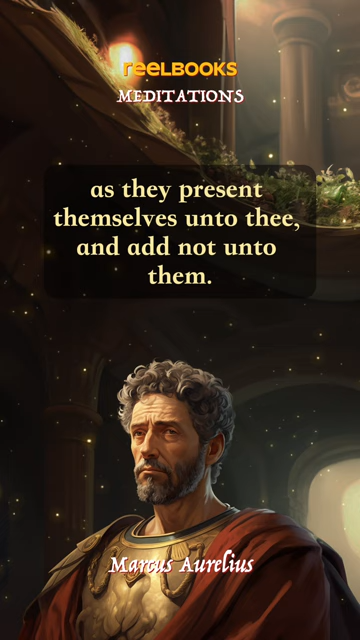 reelbooks
MEDITATIONS
as they present
themselves unto thee,
and add not unto
them.
Marcus Aurelius